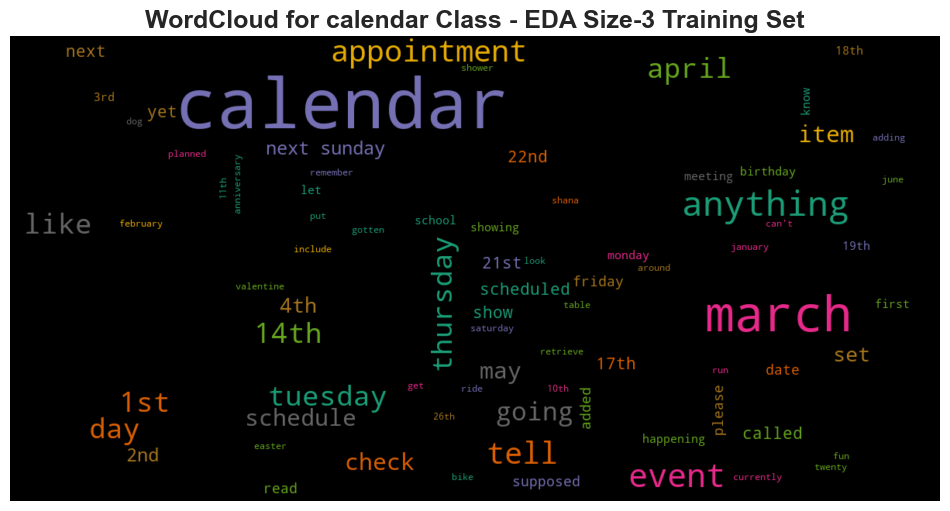 WordCloud for calendar Class - EDA Size-3 Training Set
next
appointment
18th
shower
april
calendar
3rd
know
yet
dog
item
adding
next sunday
planned
22nd
11th
anniversary
remember
meeting
birthday
june
let
shana
anything
like
february
put
gotten
school
showing
can't
include
monday
january
19th
thursday
21st
look
around
valentine
scheduled
friday
4th
show
table
march
first
14th
saturday
retrieve
set
may
17th
run
date
1st
tuesday
get
ride
10th
added
please
day
schedule
26th
going
called
2nd
easter
check
tell
happening
fun
twenty
read
bike
supposed
event
currently